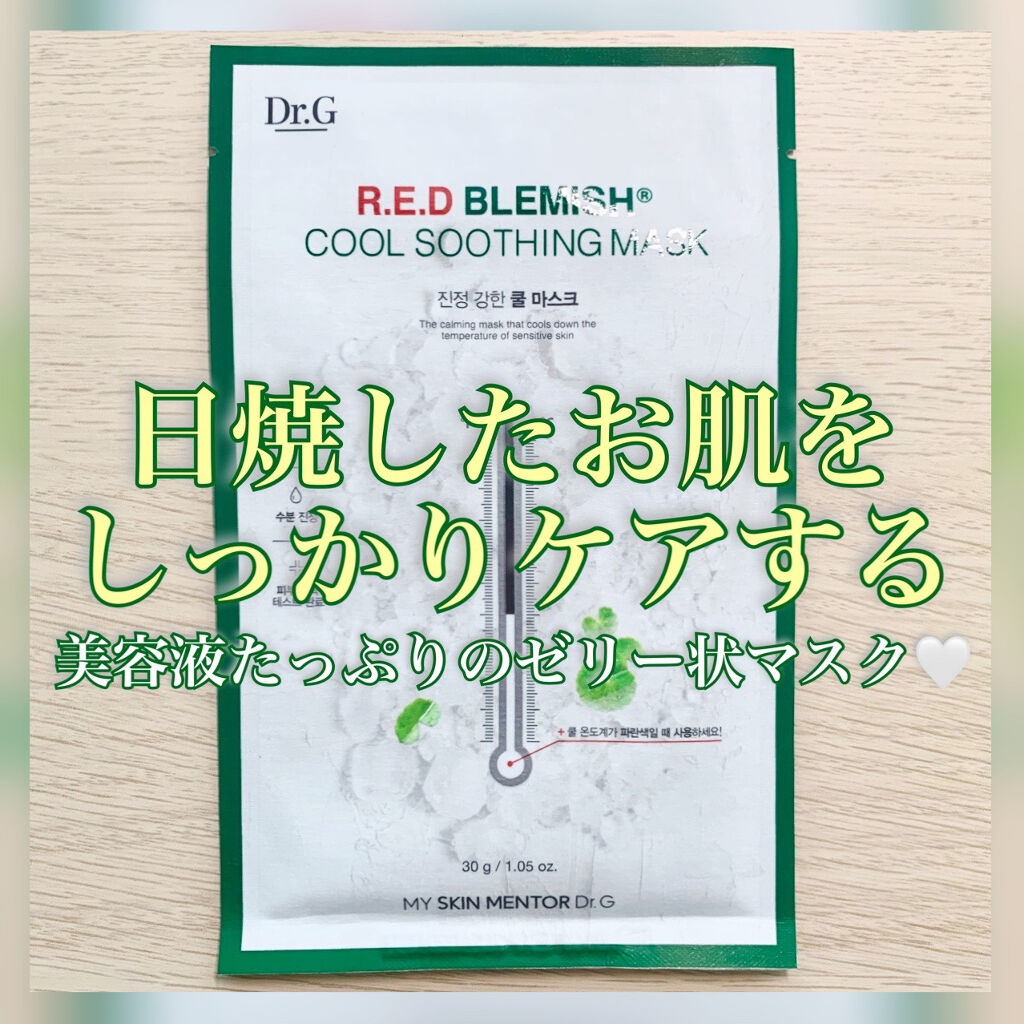 Dr.G
R.E.D BLEMISH®
COOL SOOTHING MASK
진정 강한 쿨 마스크
The calming mask that cools down the
temperature of sensitive skin
日焼したお肌を
수분 진정
しっかりケアする
美容液たっぷりのゼリー状マスク🤍
+ 쿨 온도계가 파란색일 때 사용하세요!
30 g / 1.05 oz.
MY SKIN MENTOR Dr.G